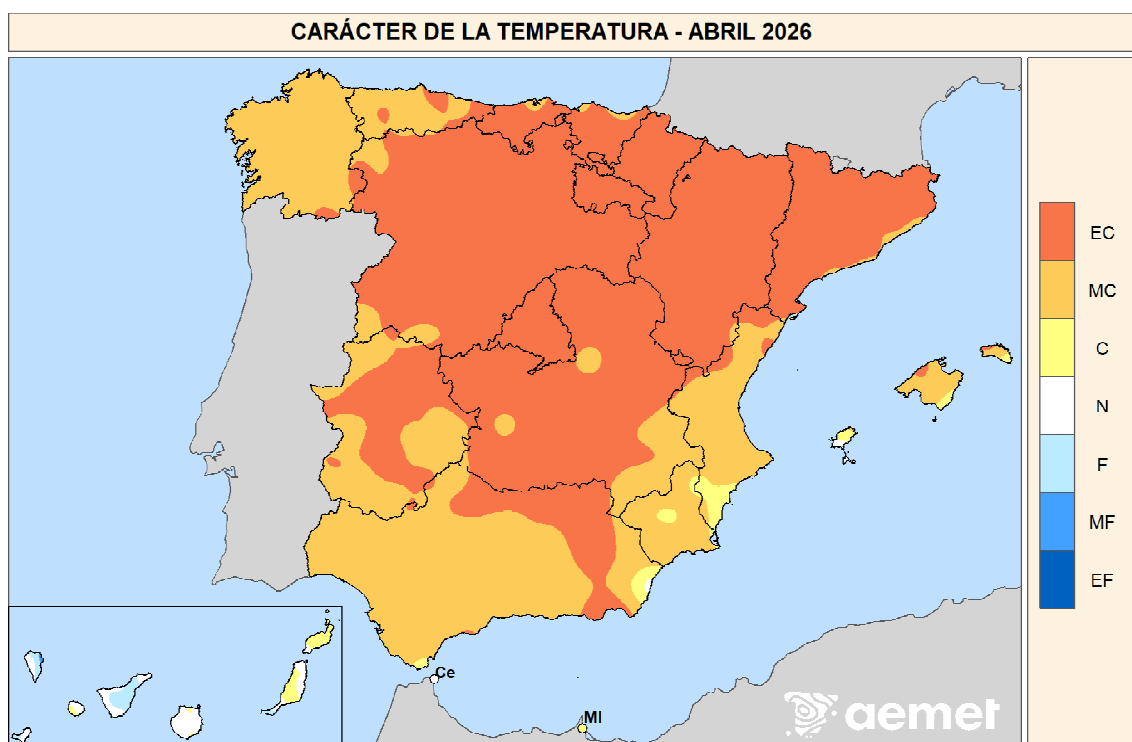 CARÁCTER DE LA TEMPERATURA - ABRIL 2026
EC
MC
C
N
F
MF
EF
Ce
Ml
aemet